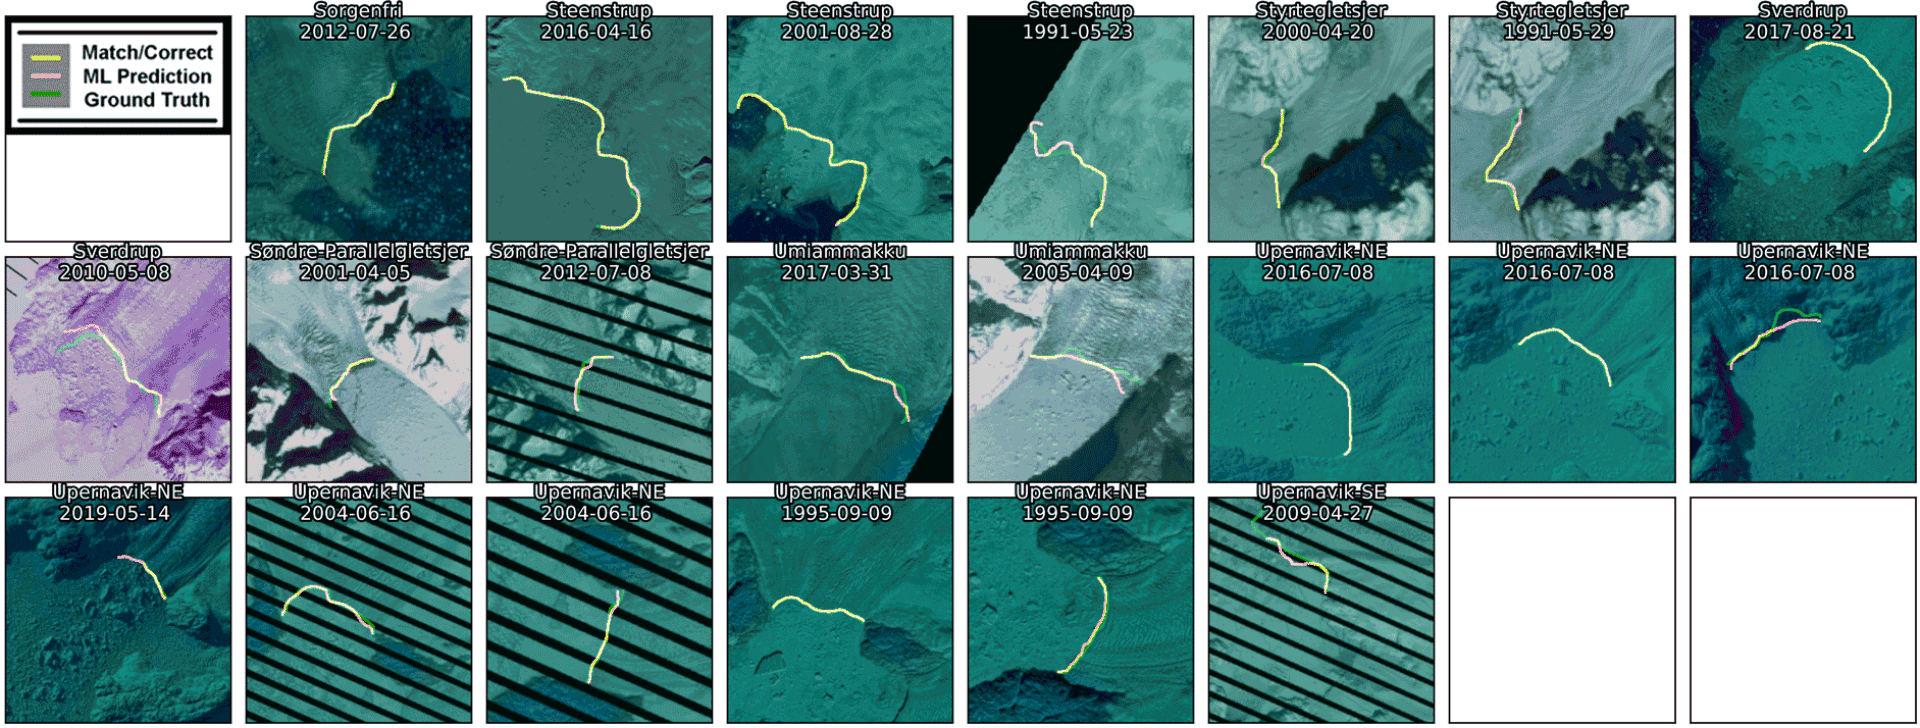 Match/Correct
ML Prediction
Ground Truth
Sorgenfri
2012-07-26
Steenstrup
2016-04-16
Steenstrup
2001-08-28
Steenstrup
1991-05-23
Styrtegletsjer
2000-04-20
Styrtegletsjer
1991-05-29
Sverdrup
2017-08-21
Sverdrup
2010-05-08
Søndre-Parallelgletsjer
2001-04-05
Søndre-Parallelgletsjer
2012-07-08
Umiammakku
2017-03-31
Umiammakku
2005-04-09
Upernavik-NE
2016-07-08
Upernavik-NE
2016-07-08
Upernavik-NE
2016-07-08
Upernavik-NE
2019-05-14
Upernavik-NE
2004-06-16
Upernavik-NE
2004-06-16
Upernavik-NE
1995-09-09
Upernavik-NE
1995-09-09
Upernavik-SE
2009-04-27